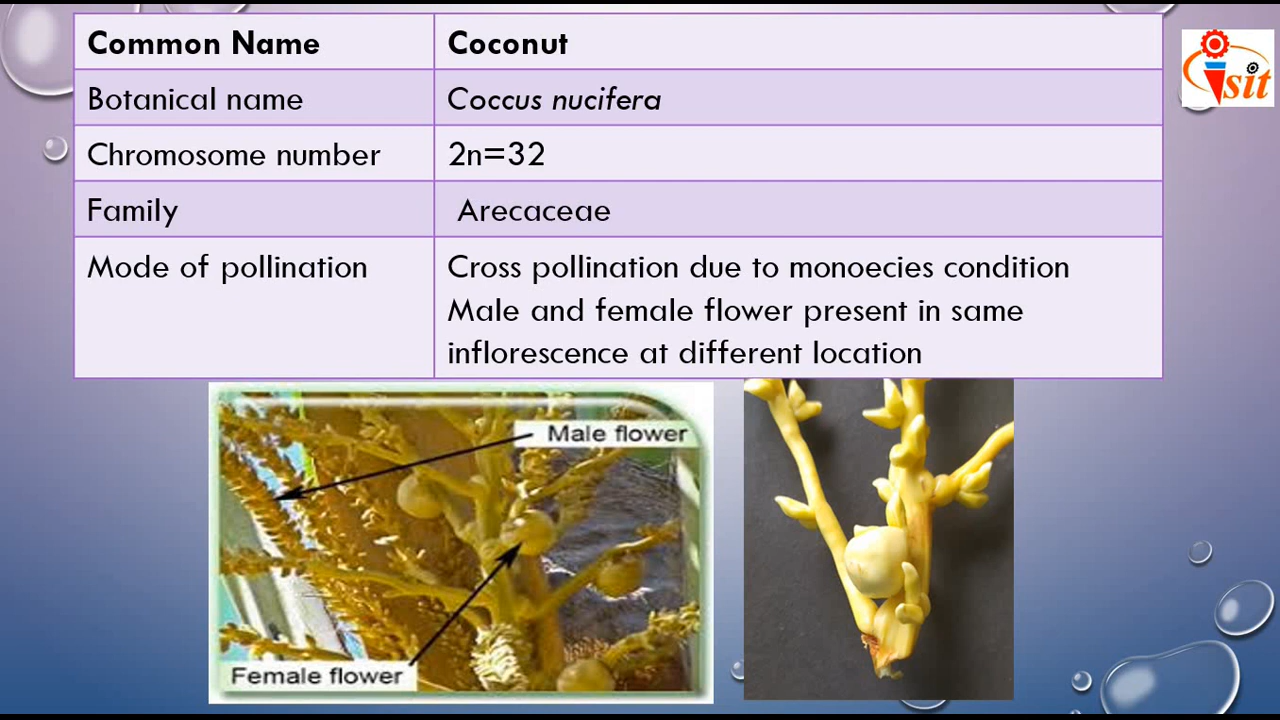 Common Name Coconut
Botanical name Coccus nucifera
Chromosome number 2n=32
Family Arecaceae
Mode of pollination Cross pollination due to monoecies condition
Male and female flower present in same
inflorescence at different location
sit
Male flower
Female flower